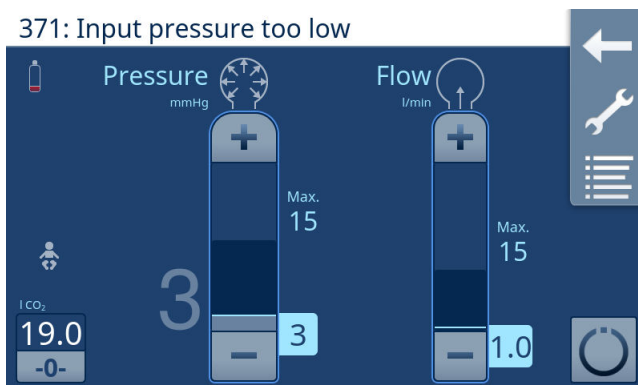 371: Input pressure too low
Pressure
mmHg
Flow
l/min
+
+
Max.
15
Max.
15
3
3
1.0
l CO₂
19.0
-0-
−
−